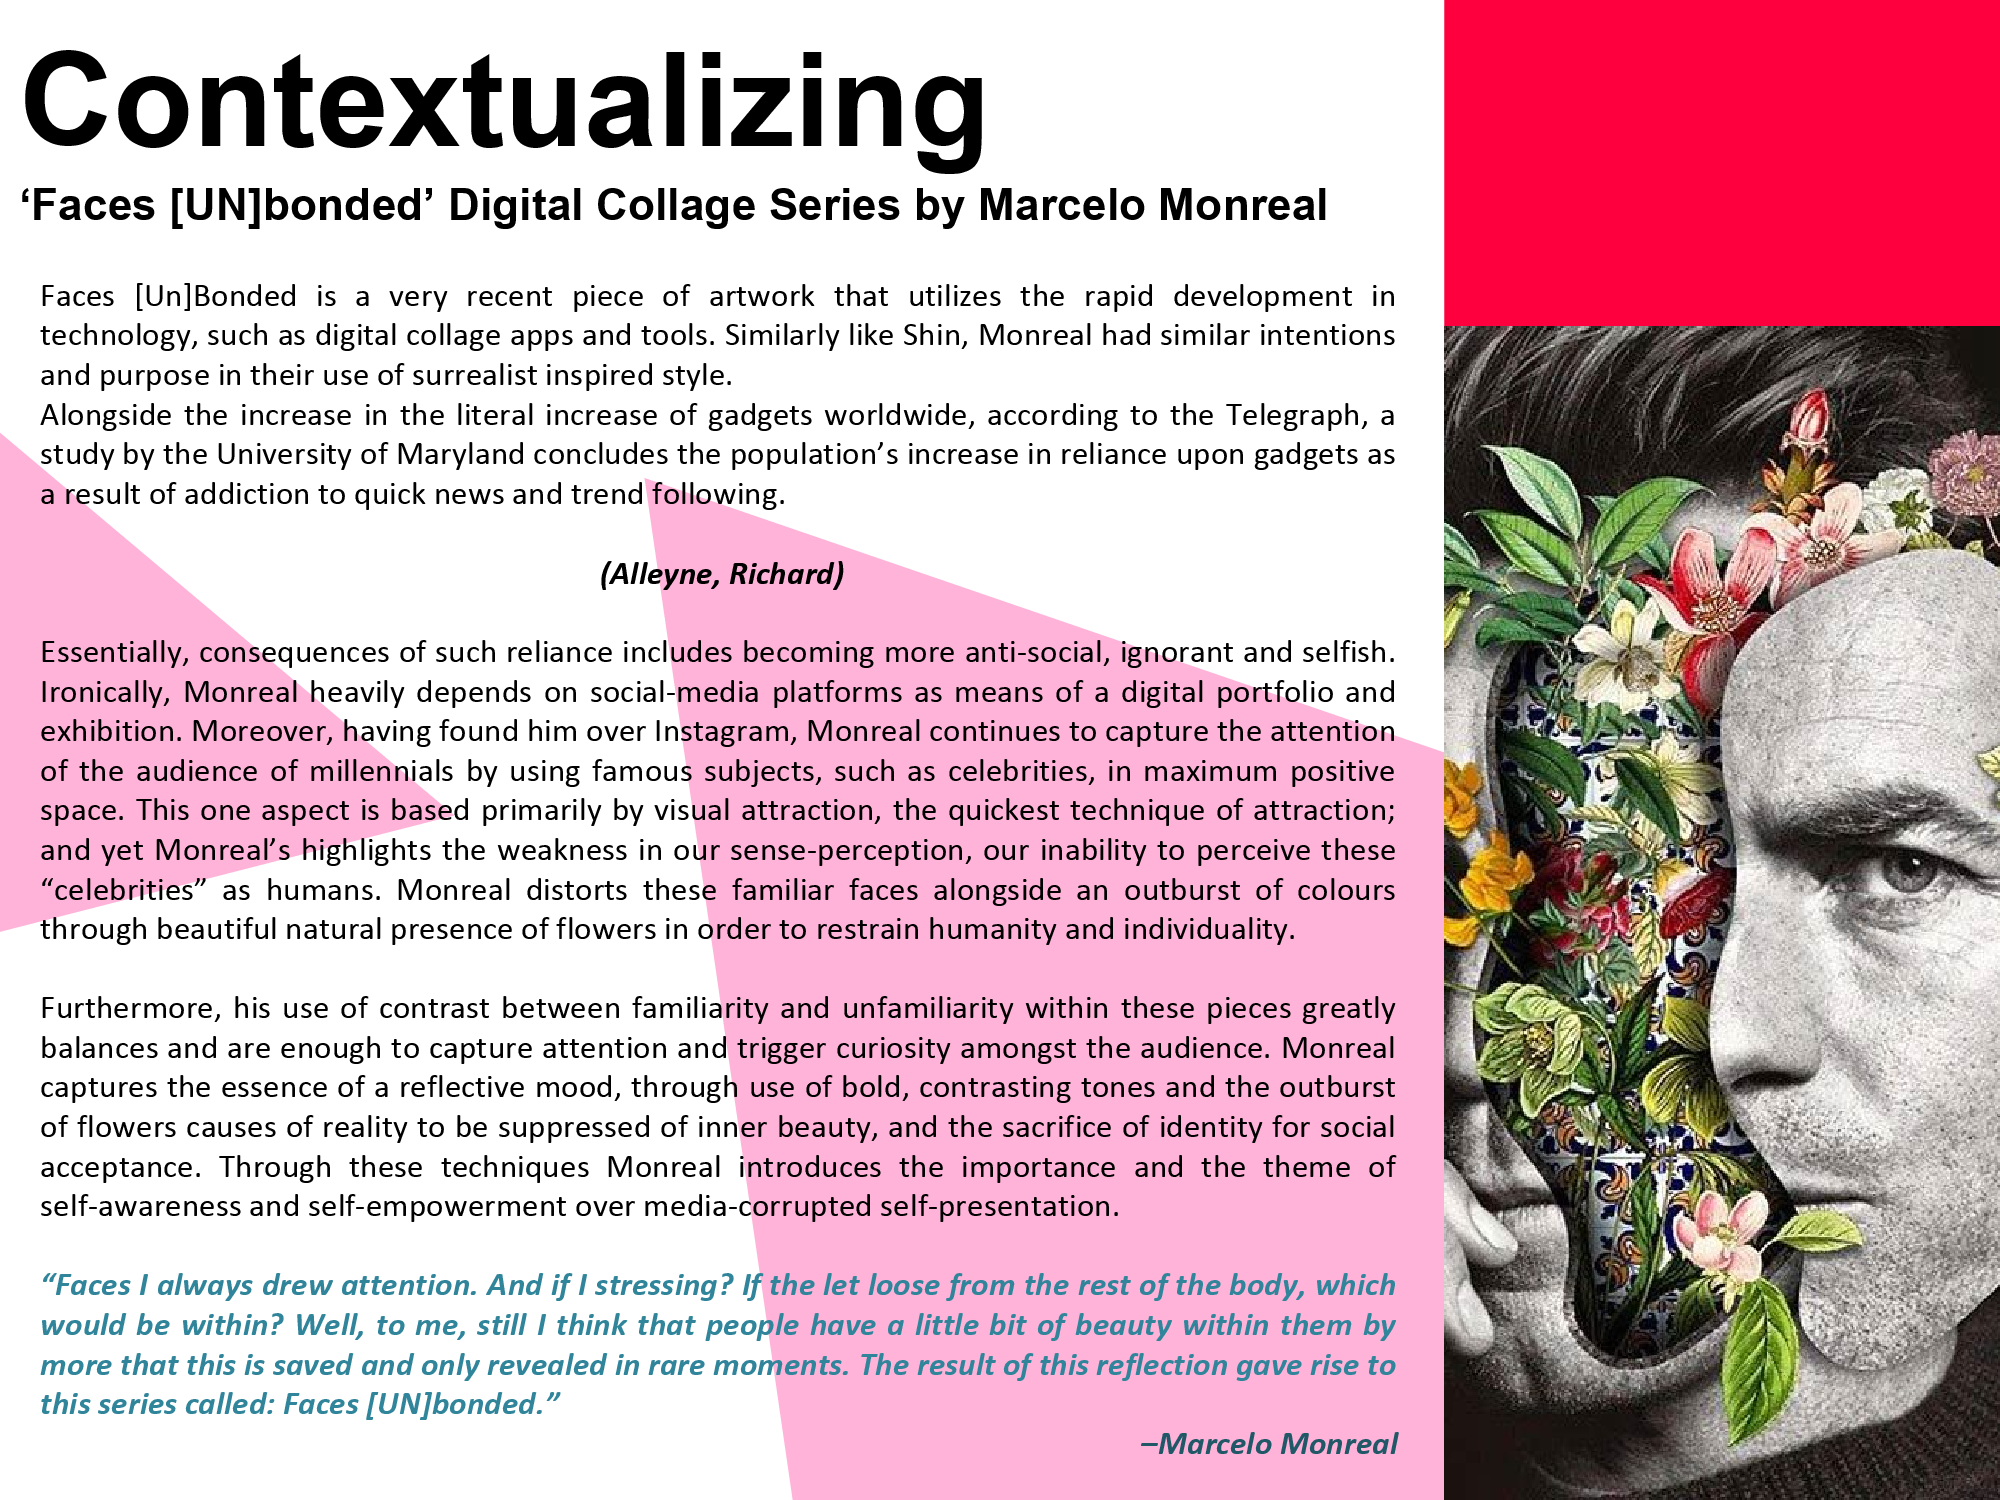 Contextualizing
‘Faces [UN]bonded’ Digital Collage Series by Marcelo Monreal
Faces [Un]Bonded is a very recent piece of artwork that utilizes the rapid development in
technology, such as digital collage apps and tools. Similarly like Shin, Monreal had similar intentions
and purpose in their use of surrealist inspired style.
Alongside the increase in the literal increase of gadgets worldwide, according to the Telegraph, a
study by the University of Maryland concludes the population’s increase in reliance upon gadgets as
a result of addiction to quick news and trend following.
(Alleyne, Richard)
Essentially, consequences of such reliance includes becoming more anti-social, ignorant and selfish.
Ironically, Monreal heavily depends on social-media platforms as means of a digital portfolio and
exhibition. Moreover, having found him over Instagram, Monreal continues to capture the attention
of the audience of millennials by using famous subjects, such as celebrities, in maximum positive
space. This one aspect is based primarily by visual attraction, the quickest technique of attraction;
and yet Monreal’s highlights the weakness in our sense-perception, our inability to perceive these
“celebrities” as humans. Monreal distorts these familiar faces alongside an outburst of colours
through beautiful natural presence of flowers in order to restrain humanity and individuality.
Furthermore, his use of contrast between familiarity and unfamiliarity within these pieces greatly
balances and are enough to capture attention and trigger curiosity amongst the audience. Monreal
captures the essence of a reflective mood, through use of bold, contrasting tones and the outburst
of flowers causes of reality to be suppressed of inner beauty, and the sacrifice of identity for social
acceptance. Through these techniques Monreal introduces the importance and the theme of
self-awareness and self-empowerment over media-corrupted self-presentation.
“Faces I always drew attention. And if I stressing? If the let loose from the rest of the body, which
would be within? Well, to me, still I think that people have a little bit of beauty within them by
more that this is saved and only revealed in rare moments. The result of this reflection gave rise to
this series called: Faces [UN]bonded.”
–Marcelo Monreal